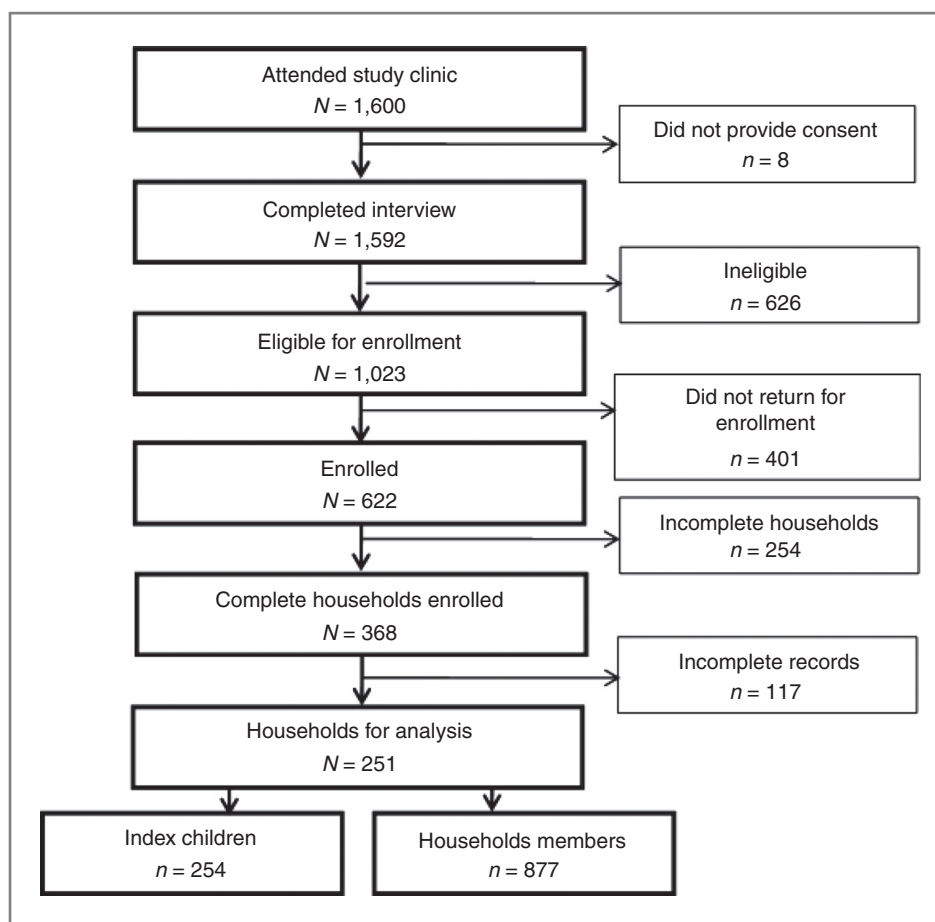 Attended study clinic
N = 1,600
Did not provide consent
n = 8
Completed interview
N = 1,592
Ineligible
n = 626
Eligible for enrollment
N = 1,023
Did not return for
enrollment
n = 401
Enrolled
N = 622
Incomplete households
n = 254
Complete households enrolled
N = 368
Incomplete records
n = 117
Households for analysis
N = 251
Index children
n = 254
Households members
n = 877